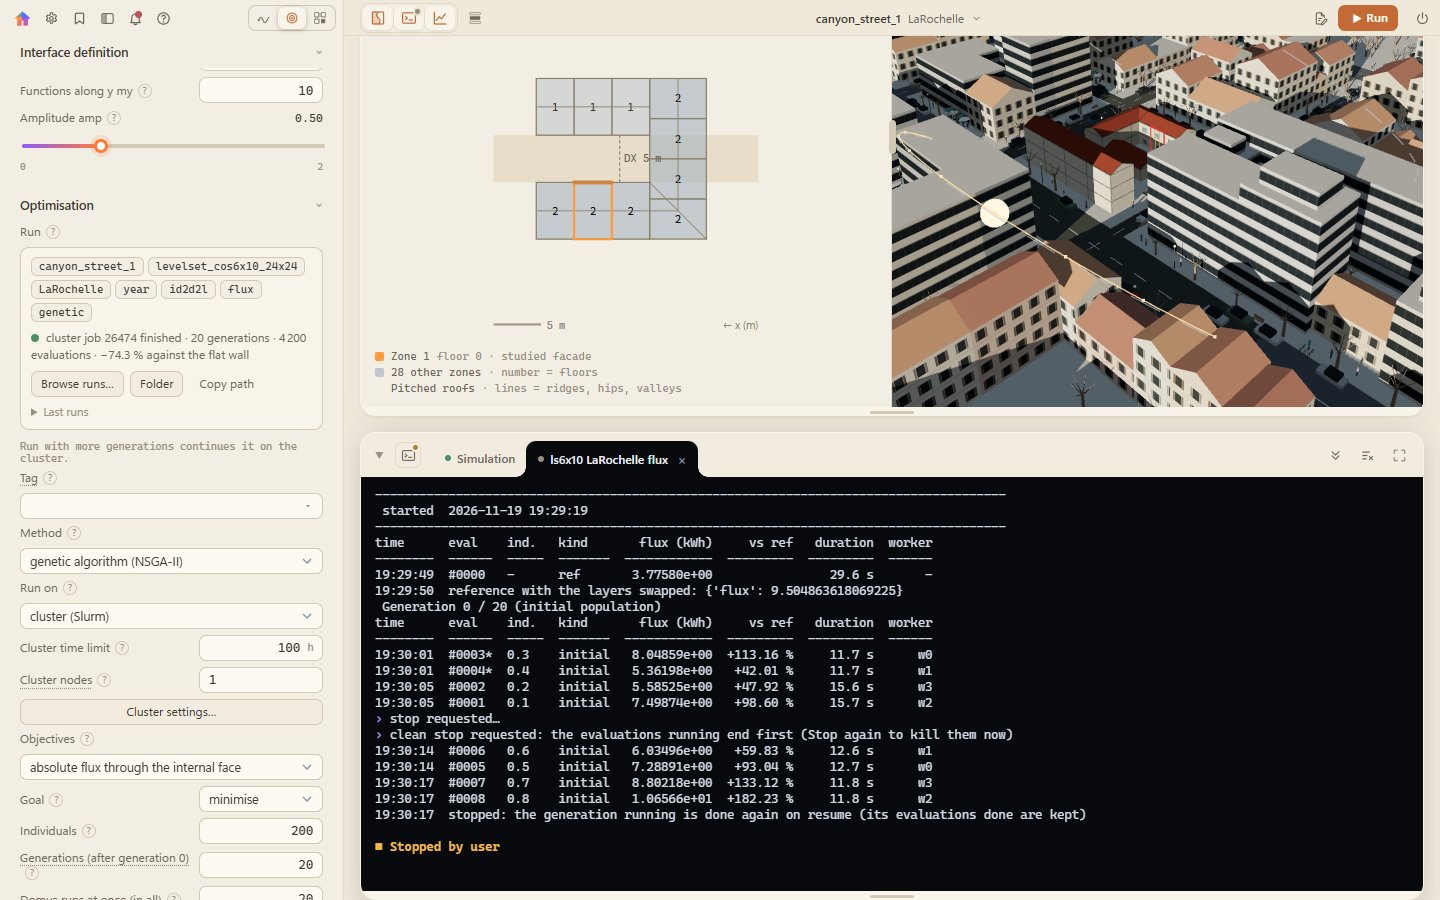 canyon_street_1 LaRochelle
Run
Interface definition
Functions along y my ?
10
Amplitude amp ?
0.50
0
2
Optimisation
Run ?
canyon_street_1
levelset_cos6x10_24x24
LaRochelle
year
id2d2l
flux
genetic
cluster job 26474 finished · 20 generations · 4 200
evaluations · −74.3 % against the flat wall
Browse runs...
Folder
Copy path
Last runs
Run with more generations continues it on the
cluster.
Tag ?
-
Method ?
genetic algorithm (NSGA-II)
Run on ?
cluster (Slurm)
Cluster time limit ?
100 h
Cluster nodes ?
1
Cluster settings...
Objectives ?
absolute flux through the internal face
Goal ?
minimise
Individuals ?
200
Generations (after generation 0)
?
20
Domus runs at once (in all) ?
20
1 1 1 2
2
DX 5 m
2
2 2 2 2
5 m
← x (m)
Zone 1 floor 0 · studied facade
28 other zones · number = floors
Pitched roofs · lines = ridges, hips, valleys
Simulation
ls6x10 LaRochelle flux ×
started 2026-11-19 19:29:19
time eval ind. kind flux (kWh) vs ref duration worker
19:29:49 #0000 – ref 3.77580e+00 29.6 s –
19:29:50 reference with the layers swapped: {'flux': 9.504863618069225}
Generation 0 / 20 (initial population)
time eval ind. kind flux (kWh) vs ref duration worker
19:30:01 #0003* 0.3 initial 8.04859e+00 +113.16 % 11.7 s w0
19:30:01 #0004* 0.4 initial 5.36198e+00 +42.01 % 11.7 s w1
19:30:05 #0002 0.2 initial 5.58525e+00 +47.92 % 15.6 s w3
19:30:05 #0001 0.1 initial 7.49874e+00 +98.60 % 15.7 s w2
› stop requested…
› clean stop requested: the evaluations running end first (Stop again to kill them now)
19:30:14 #0006 0.6 initial 6.03496e+00 +59.83 % 12.6 s w1
19:30:14 #0005 0.5 initial 7.28891e+00 +93.04 % 12.7 s w0
19:30:17 #0007 0.7 initial 8.80218e+00 +133.12 % 11.8 s w3
19:30:17 #0008 0.8 initial 1.06566e+01 +182.23 % 11.8 s w2
19:30:17 stopped: the generation running is done again on resume (its evaluations done are kept)
■ Stopped by user